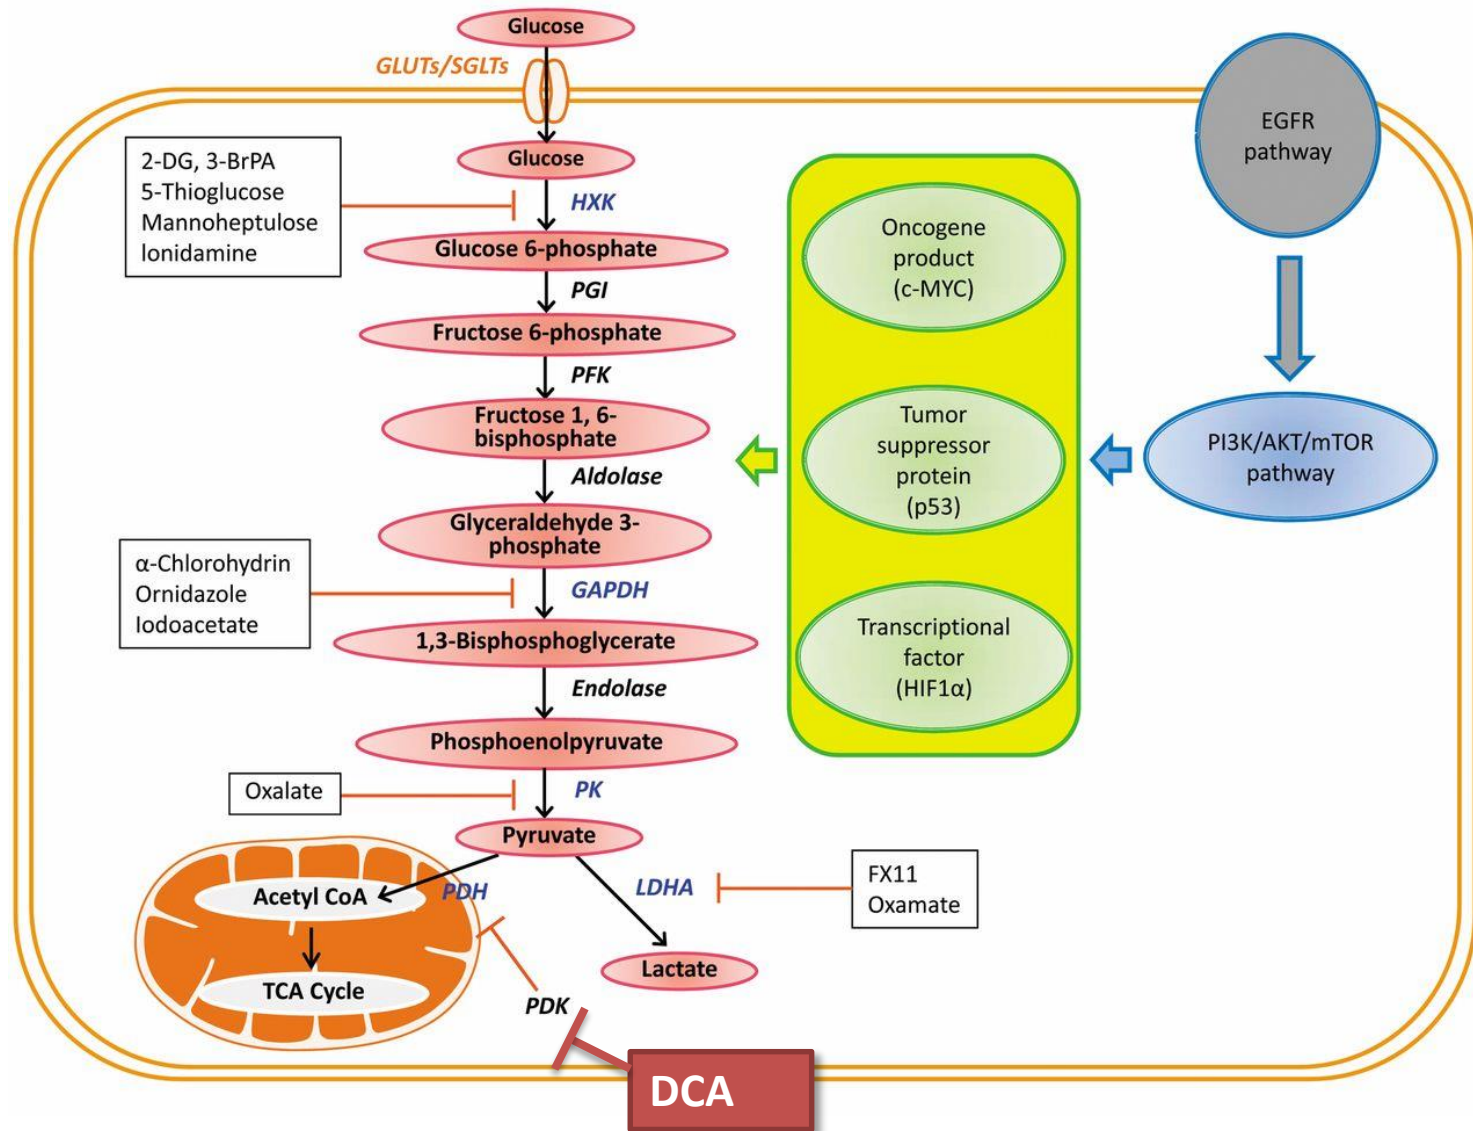 Glucose
GLUTs/SGLTs
Glucose
2-DG, 3-BrPA
5-Thioglucose
Mannoheptulose
lonidamine
HXK
Glucose 6-phosphate
PGI
Fructose 6-phosphate
PFK
Fructose 1, 6-
bisphosphate
Aldolase
Glyceraldehyde 3-
phosphate
α-Chlorohydrin
Ornidazole
Iodoacetate
GAPDH
1,3-Bisphosphoglycerate
Endolase
Phosphoenolpyruvate
Oxalate
PK
Pyruvate
PDH
LDHA
FX11
Oxamate
Acetyl CoA
TCA Cycle
Lactate
PDK
DCA
Oncogene
product
(c-MYC)
Tumor
suppressor
protein
(p53)
Transcriptional
factor
(HIF1α)
EGFR
pathway
PI3K/AKT/mTOR
pathway